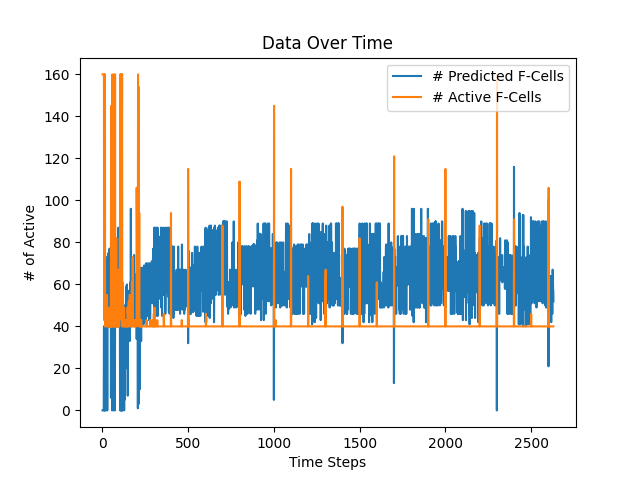 Data Over Time
# Predicted F-Cells
# Active F-Cells
# of Active
160
140
120
100
80
60
40
20
0
0 500 1000 1500 2000 2500
Time Steps